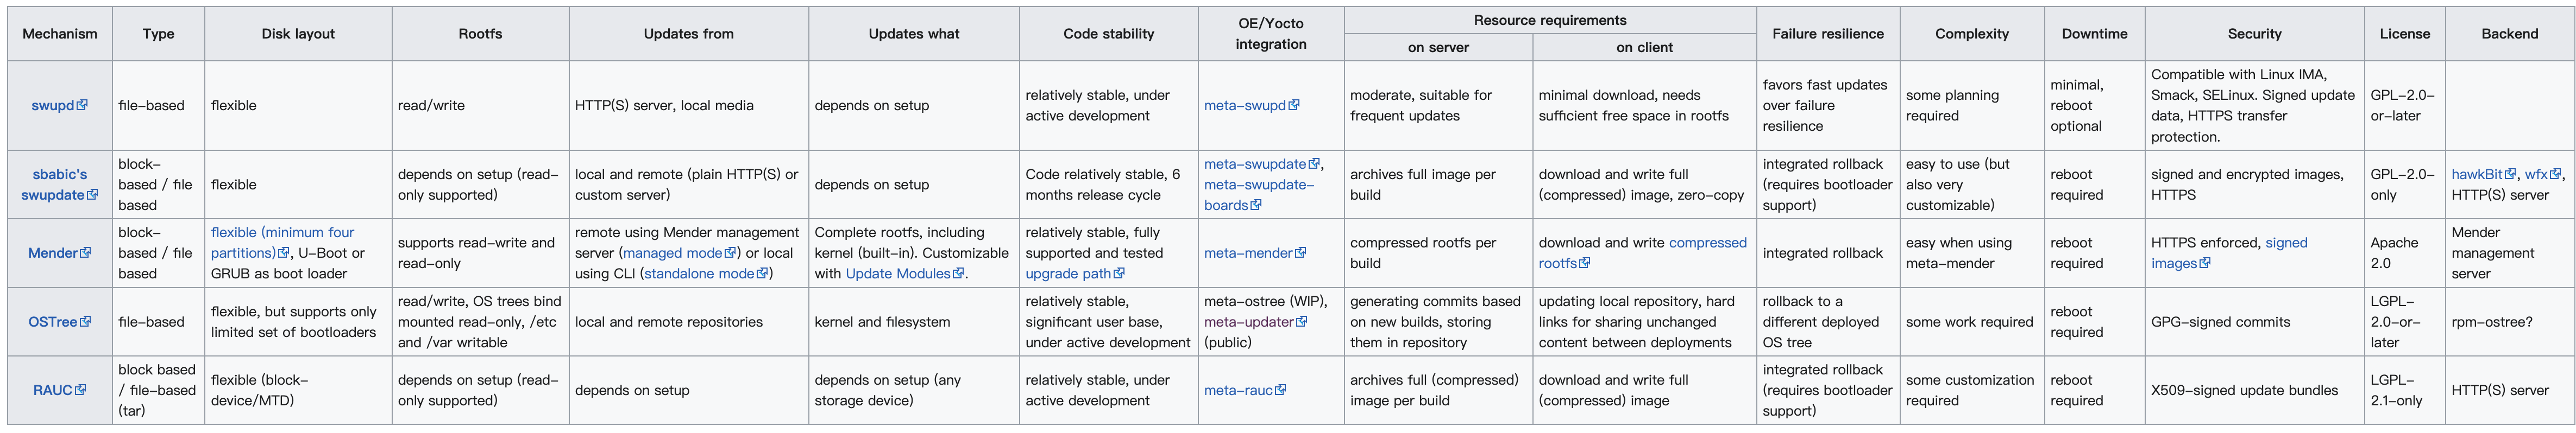 Mechanism
Type
Disk layout
Rootfs
Updates from
Updates what
Code stability
OE/Yocto
integration
Resource requirements
on server
on client
Failure resilience
Complexity
Downtime
Security
License
Backend
swupd
file-based
flexible
read/write
HTTP(S) server, local media
depends on setup
relatively stable, under
active development
meta-swupd
moderate, suitable for
frequent updates
minimal download, needs
sufficient free space in rootfs
favors fast updates
over failure
resilience
some planning
required
minimal,
reboot
optional
Compatible with Linux IMA,
Smack, SELinux. Signed update
data, HTTPS transfer
protection.
GPL-2.0-
or-later
sbabic's
swupdate
block-
based / file
based
flexible
depends on setup (read-
only supported)
local and remote (plain HTTP(S) or
custom server)
depends on setup
Code relatively stable, 6
months release cycle
meta-swupdate,
meta-swupdate-
boards
archives full image per
build
download and write full
(compressed) image, zero-copy
integrated rollback
(requires bootloader
support)
easy to use (but
also very
customizable)
reboot
required
signed and encrypted images,
HTTPS
GPL-2.0-
only
hawkBit, wfx,
HTTP(S) server
Mender
block-
based / file
based
flexible (minimum four
partitions), U-Boot or
GRUB as boot loader
supports read-write and
read-only
remote using Mender management
server (managed mode) or local
using CLI (standalone mode)
Complete rootfs, including
kernel (built-in). Customizable
with Update Modules.
relatively stable, fully
supported and tested
upgrade path
meta-mender
compressed rootfs per
build
download and write compressed
rootfs
integrated rollback
easy when using
meta-mender
reboot
required
HTTPS enforced, signed
images
Apache
2.0
Mender
management
server
OSTree
file-based
flexible, but supports only
limited set of bootloaders
read/write, OS trees bind
mounted read-only, /etc
and /var writable
local and remote repositories
kernel and filesystem
relatively stable,
significant user base,
under active development
meta-ostree (WIP),
meta-updater
(public)
generating commits based
on new builds, storing
them in repository
updating local repository, hard
links for sharing unchanged
content between deployments
rollback to a
different deployed
OS tree
some work required
reboot
required
GPG-signed commits
LGPL-
2.0-or-
later
rpm-ostree?
RAUC
block based
/ file-based
(tar)
flexible (block-
device/MTD)
depends on setup (read-
only supported)
depends on setup
depends on setup (any
storage device)
relatively stable, under
active development
meta-rauc
archives full (compressed)
image per build
download and write full
(compressed) image
integrated rollback
(requires bootloader
support)
some customization
required
reboot
required
X509-signed update bundles
LGPL-
2.1-only
HTTP(S) server